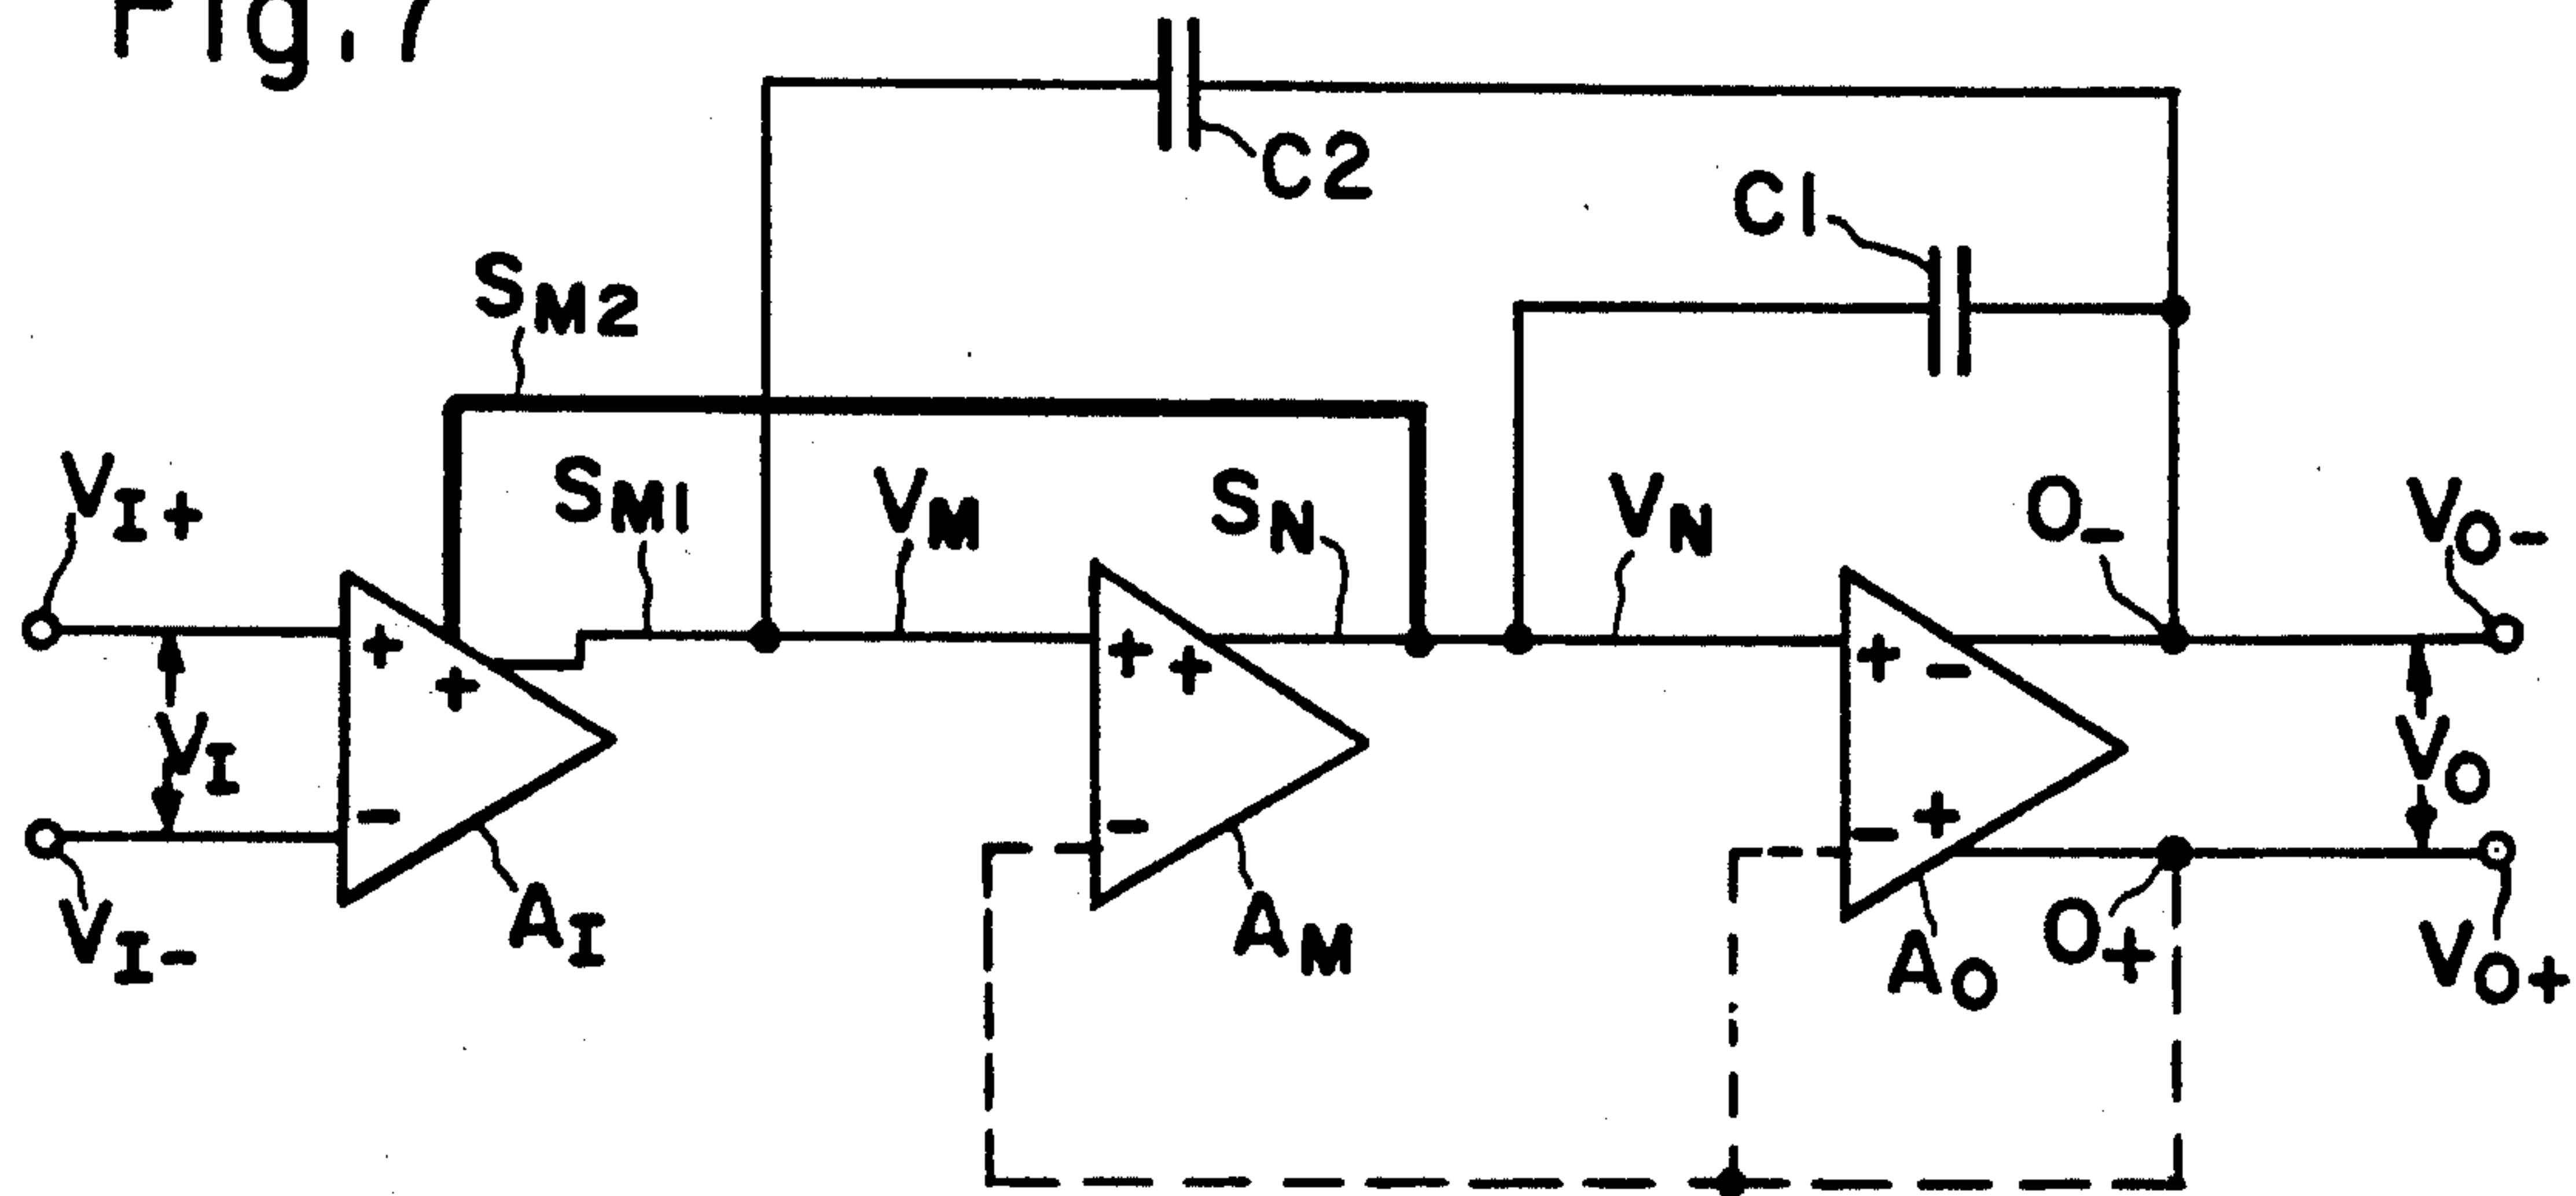 Fig. 7
C2
C1
SM2
VI+
SM1
VM
SN
VN
O-
VO-
+
+
+
+
+
-
VI
VO
-
-
-
+
VI-
AI
AM
AO
O+
VO+